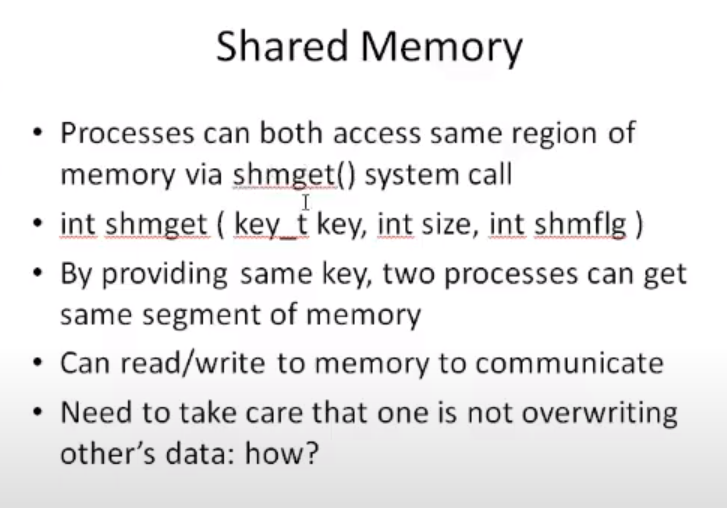 Shared Memory
• Processes can both access same region of
memory via shmget() system call
• int shmget ( key_t key, int size, int shmflg )
• By providing same key, two processes can get
same segment of memory
• Can read/write to memory to communicate
• Need to take care that one is not overwriting
other's data: how?